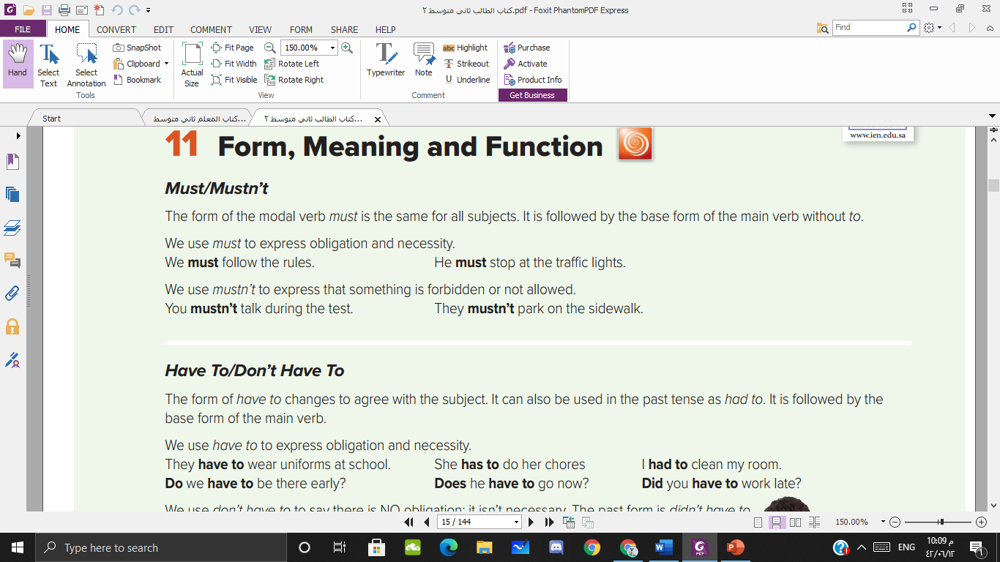 كتاب الطالب ثاني متوسط ٢.pdf - Foxit PhantomPDF Express
FILE HOME CONVERT EDIT COMMENT VIEW FORM SHARE HELP Find
Hand
Select Text
Select Annotation
SnapShot
Clipboard
Bookmark
Tools
Actual Size
Fit Page
Fit Width
Fit Visible
150.00%
Rotate Left
Rotate Right
View
Typewriter
Note
Highlight
Strikeout
Underline
Comment
Purchase
Activate
Product Info
Get Business
Start كتاب المعلم ثاني متوسط... كتاب الطالب ثاني متوسط ٢...
11 Form, Meaning and Function
www.ien.edu.sa
Must/Mustn't
The form of the modal verb must is the same for all subjects. It is followed by the base form of the main verb without to.
We use must to express obligation and necessity.
We must follow the rules. He must stop at the traffic lights.
We use mustn't to express that something is forbidden or not allowed.
You mustn't talk during the test. They mustn't park on the sidewalk.
Have To/Don't Have To
The form of have to changes to agree with the subject. It can also be used in the past tense as had to. It is followed by the
base form of the main verb.
We use have to to express obligation and necessity.
They have to wear uniforms at school. She has to do her chores I had to clean my room.
Do we have to be there early? Does he have to go now? Did you have to work late?
We use don't have to to say there is NO obligation; it isn't necessary. The past form is didn't have to
15 / 144 150.00%
Type here to search
ENG
10:09 م
٤٢/٠٦/١٢